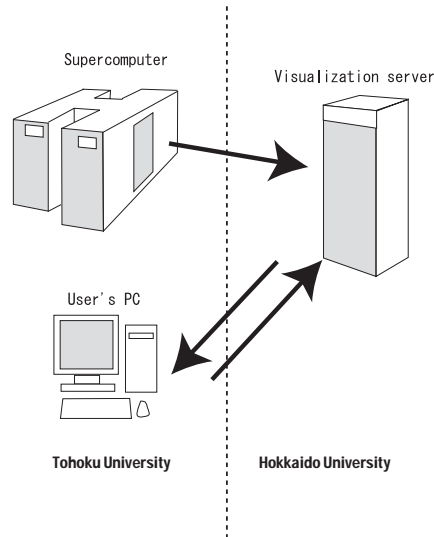 Supercomputer
Visualization server
User's PC
Tohoku University
Hokkaido University